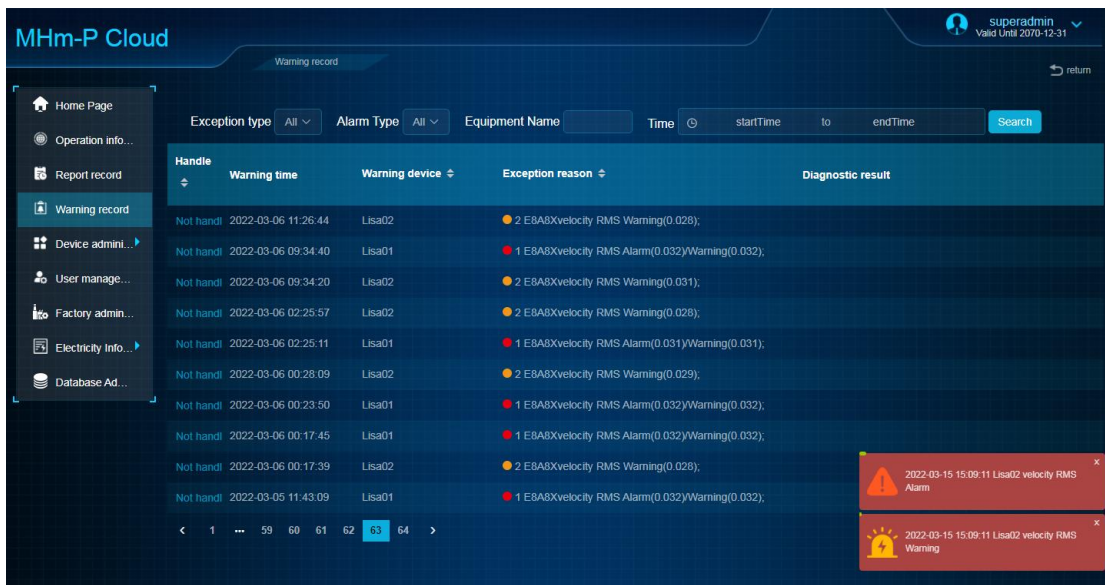 MHm-P Cloud
superadmin
Valid Until 2070-12-31
Warning record
return
Home Page
Operation info...
Report record
Warning record
Device admini...
User manage...
Factory admin...
Electricity Info...
Database Ad...
Exception type All Alarm Type All Equipment Name Time startTime to endTime Search
Handle Warning time Warning device Exception reason Diagnostic result
Not handl 2022-03-06 11:26:44 Lisa02 2 E8A8Xvelocity RMS Warning(0.028);
Not handl 2022-03-06 09:34:40 Lisa01 1 E8A8Xvelocity RMS Alarm(0.032)/Warning(0.032);
Not handl 2022-03-06 09:34:20 Lisa02 2 E8A8Xvelocity RMS Warning(0.031);
Not handl 2022-03-06 02:25:57 Lisa02 2 E8A8Xvelocity RMS Warning(0.028);
Not handl 2022-03-06 02:25:11 Lisa01 1 E8A8Xvelocity RMS Alarm(0.031)/Warning(0.031);
Not handl 2022-03-06 00:28:09 Lisa02 2 E8A8Xvelocity RMS Warning(0.029);
Not handl 2022-03-06 00:23:50 Lisa01 1 E8A8Xvelocity RMS Alarm(0.032)/Warning(0.032);
Not handl 2022-03-06 00:17:45 Lisa01 1 E8A8Xvelocity RMS Alarm(0.032)/Warning(0.032);
Not handl 2022-03-06 00:17:39 Lisa02 2 E8A8Xvelocity RMS Warning(0.028);
Not handl 2022-03-05 11:43:09 Lisa01 1 E8A8Xvelocity RMS Alarm(0.032)/Warning(0.032);
< 1 ••• 59 60 61 62 63 64 >
x
2022-03-15 15:09:11 Lisa02 velocity RMS
Alarm
x
2022-03-15 15:09:11 Lisa02 velocity RMS
Warning